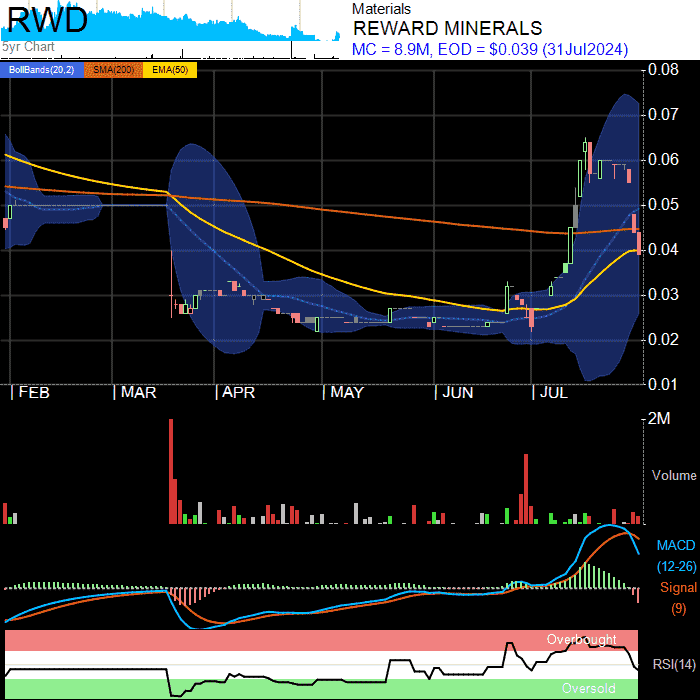 RWD
5yr Chart
Materials
REWARD MINERALS
MC = 8.9M, EOD = $0.039 (31Jul2024)
BollBands(20,2) SMA(200) EMA(50)
0.08
0.07
0.06
0.05
0.04
0.03
0.02
0.01
FEB MAR APR MAY JUN JUL
2M
Volume
MACD
(12-26)
Signal
(9)
Overbought
RSI(14)
Oversold